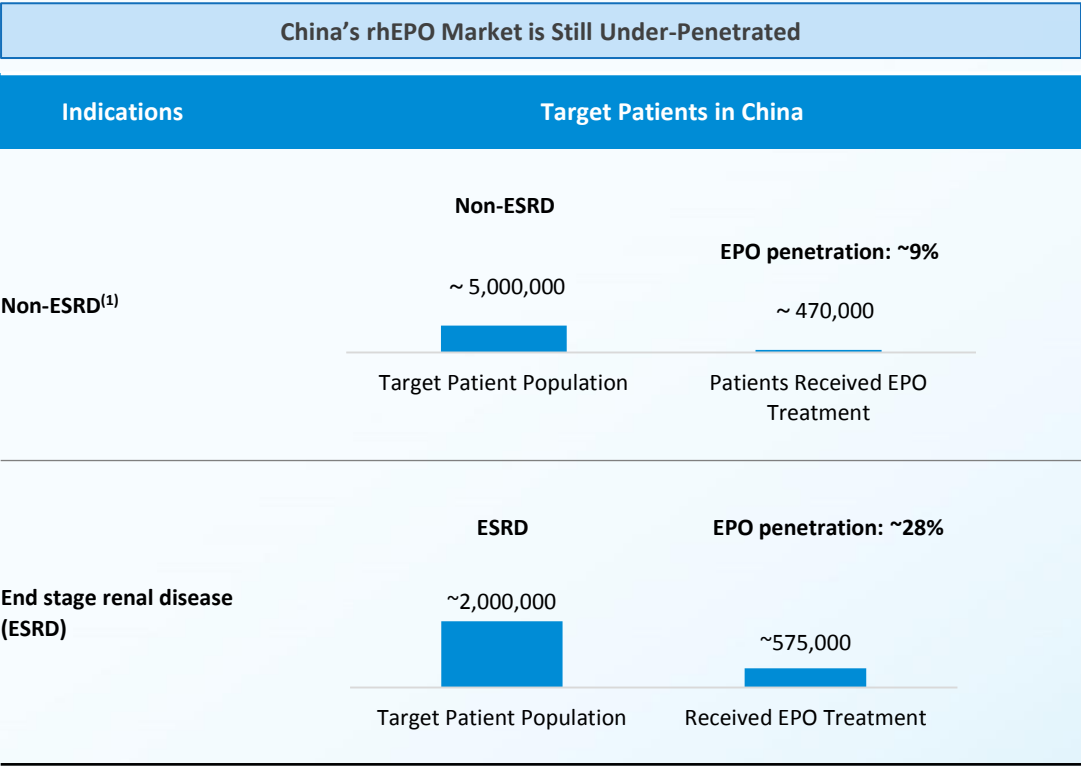 China’s rhEPO Market is Still Under-Penetrated
Indications
Target Patients in China
Non-ESRD
EPO penetration: ~9%
~ 5,000,000
~ 470,000
Non-ESRD(1)
Target Patient Population
Patients Received EPO
Treatment
ESRD
EPO penetration: ~28%
End stage renal disease
(ESRD)
~2,000,000
~575,000
Target Patient Population
Received EPO Treatment